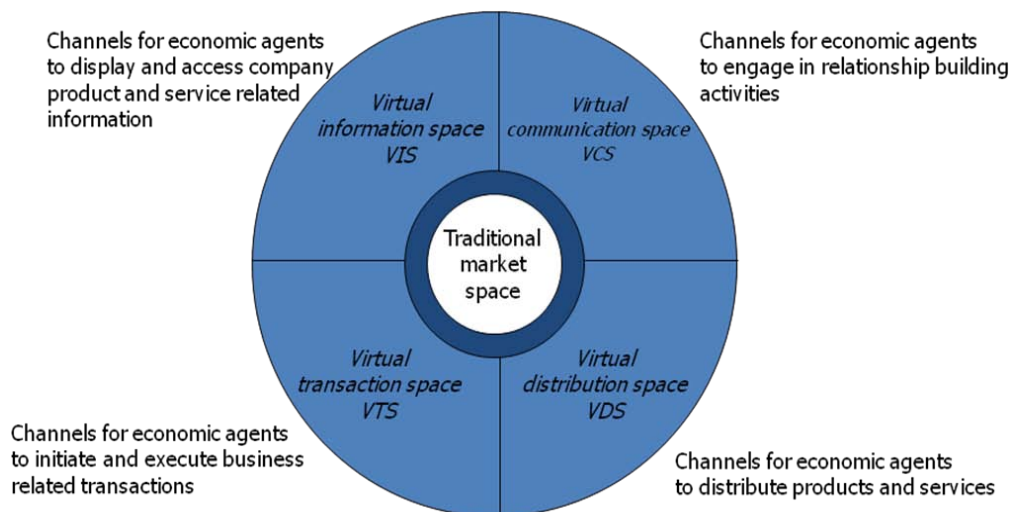 Channels for economic agents
to display and access company
product and service related
information
Channels for economic agents
to engage in relationship building
activities
Virtual
information space
VIS
Virtual
communication space
VCS
Traditional
market
space
Virtual
transaction space
VTS
Virtual
distribution space
VDS
Channels for economic agents
to initiate and execute business
related transactions
Channels for economic agents
to distribute products and services